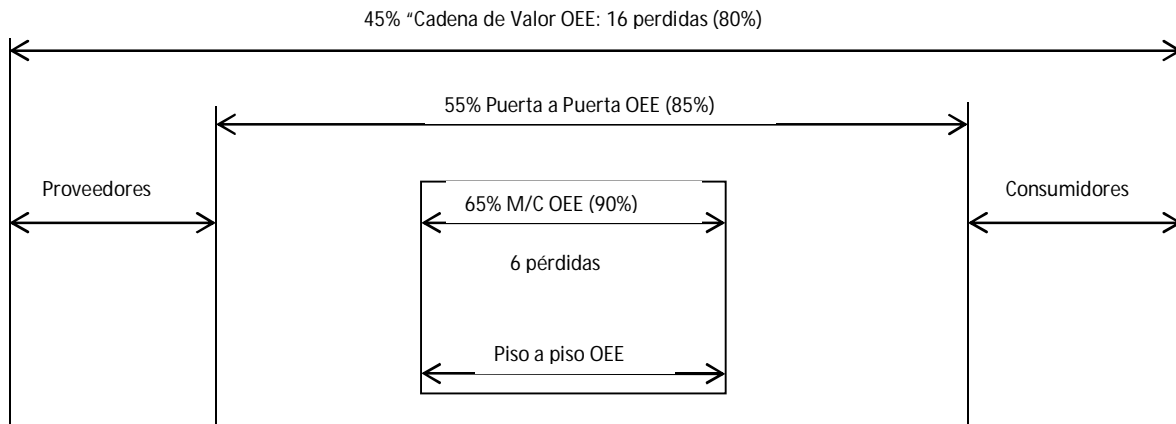 45% “Cadena de Valor OEE: 16 perdidas (80%)
55% Puerta a Puerta OEE (85%)
Proveedores
Consumidores
65% M/C OEE (90%)
6 pérdidas
Piso a piso OEE